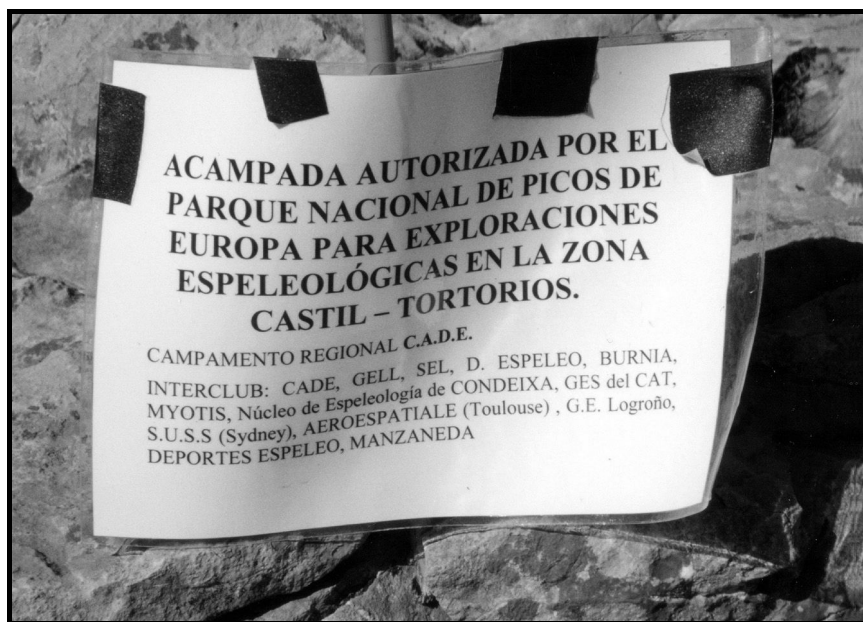 ACAMPADA AUTORIZADA POR EL
PARQUE NACIONAL DE PICOS DE
EUROPA PARA EXPLORACIONES
ESPELEOLÓGICAS EN LA ZONA
CASTIL – TORTORIOS.
CAMPAMENTO REGIONAL C.A.D.E.
INTERCLUB: CADE, GELL, SEL, D. ESPELEO, BURNIA,
MYOTIS, Núcleo de Espeleología de CONDEIXA, GES del CAT,
S.U.S.S (Sydney), AEROESPATIALE (Toulouse) , G.E. Logroño,
DEPORTES ESPELEO, MANZANEDA